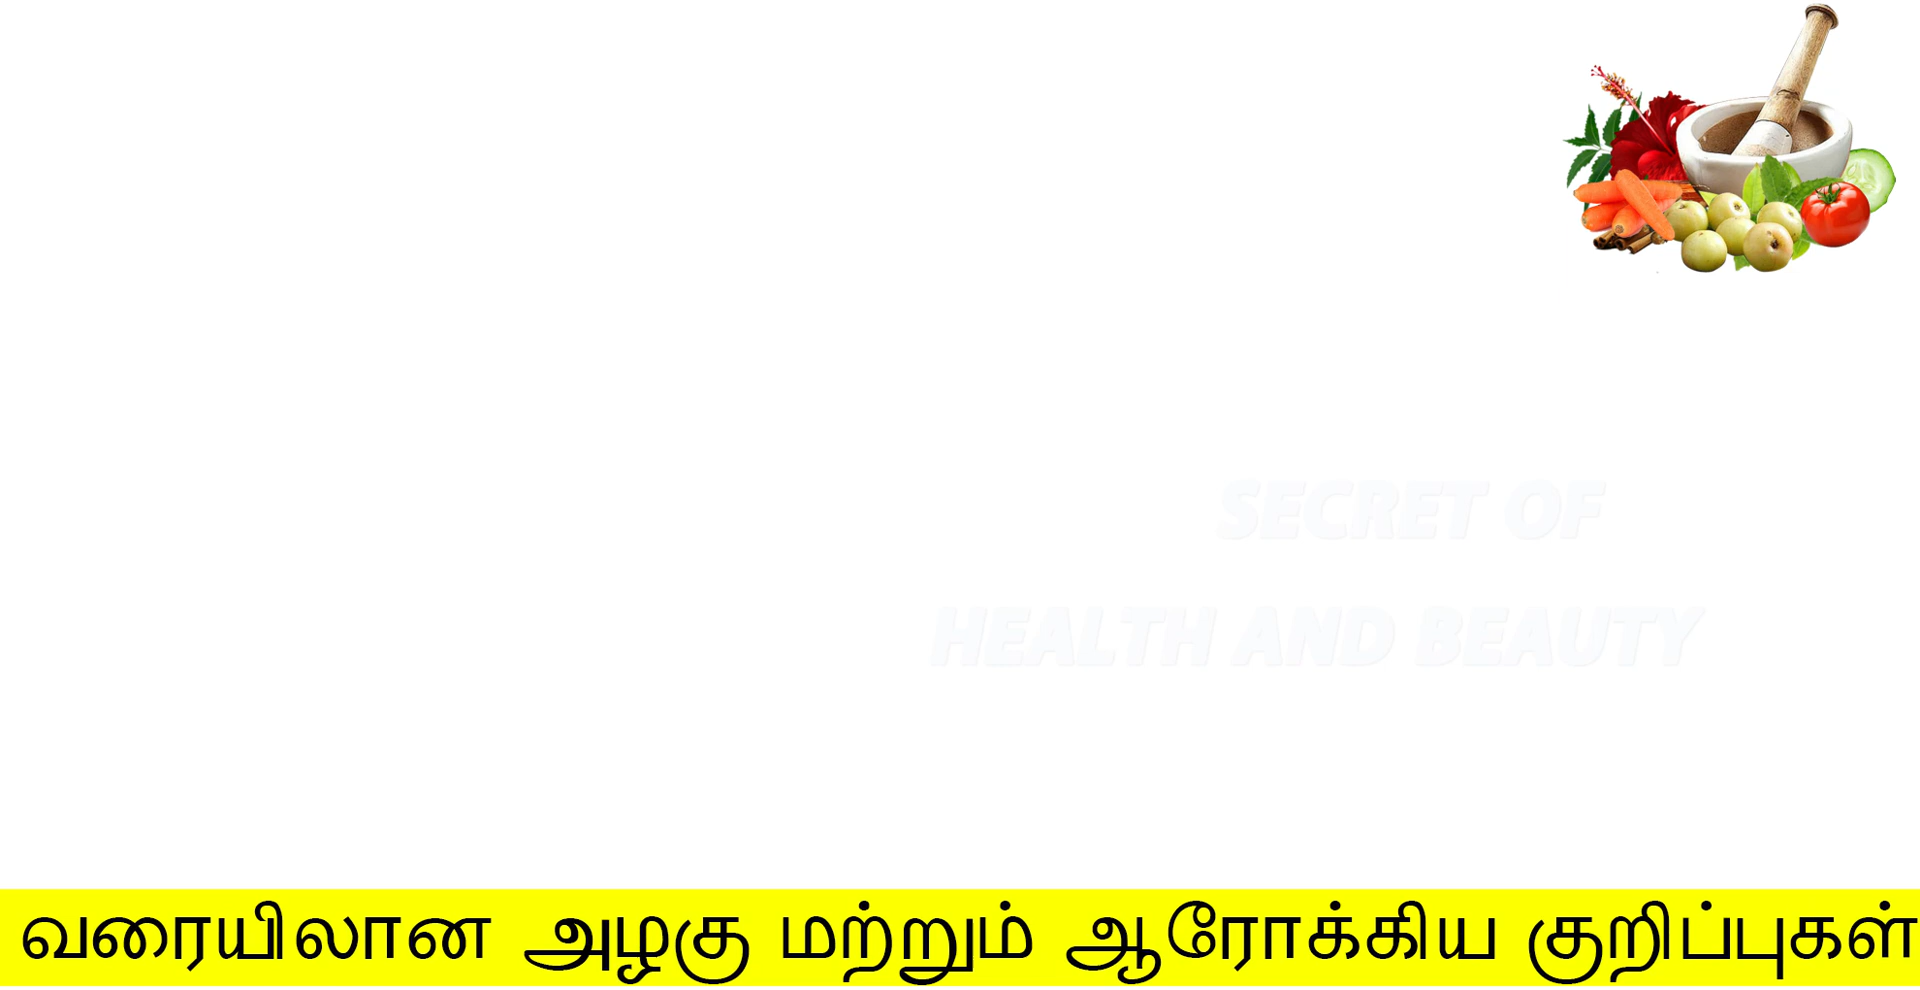 SECRET OF
HEALTH AND BEAUTY
வரையிலான அழகு மற்றும் ஆரோக்கிய குறிப்புகள்